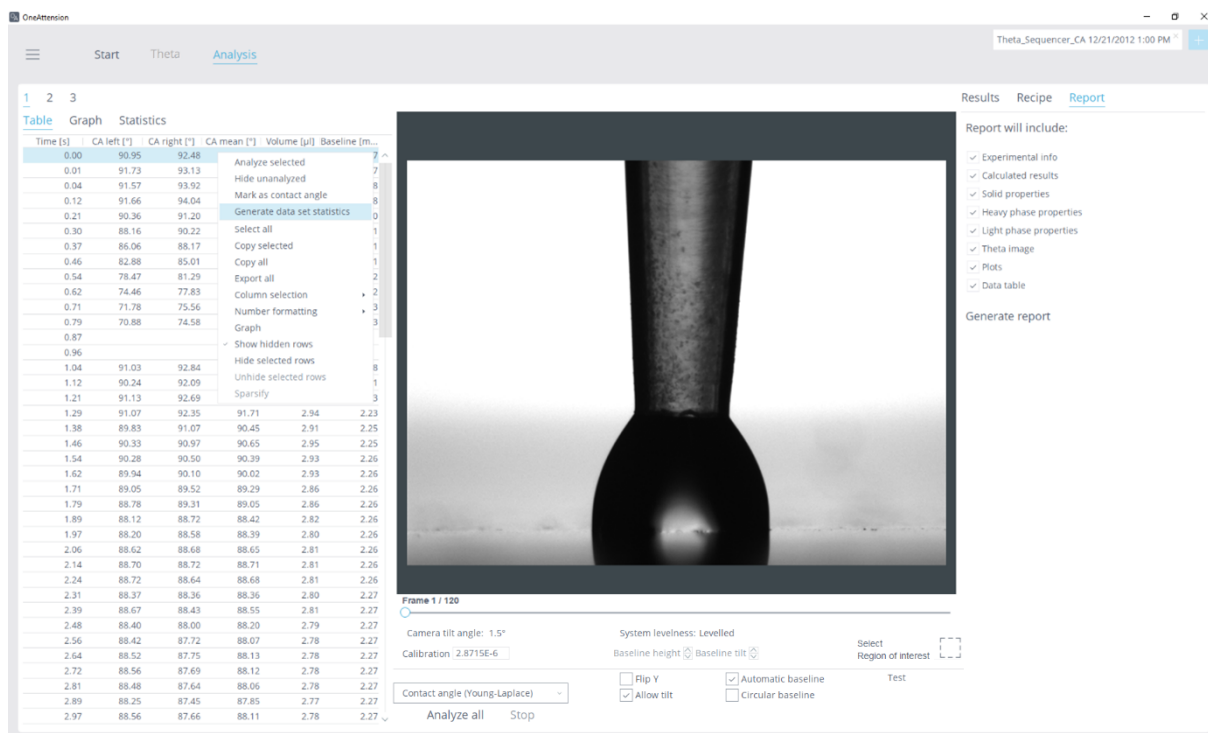 OneAttension
Theta_Sequencer_CA 12/21/2012 1:00 PM
Start Theta Analysis
1 2 3
Table Graph Statistics
Time [s] CA left [°] CA right [°] CA mean [°] Volume [µl] Baseline [m...
0.00 90.95 92.48 7
0.01 91.73 93.13 7
0.04 91.57 93.92 8
0.12 91.66 94.04 8
0.21 90.36 91.20 0
0.30 88.16 90.22 1
0.37 86.06 88.17 1
0.46 82.88 85.01 1
0.54 78.47 81.29 2
0.62 74.46 77.83 2
0.71 71.78 75.56 3
0.79 70.88 74.58 3
0.87
0.96
1.04 91.03 92.84 8
1.12 90.24 92.09 1
1.21 91.13 92.69 3
1.29 91.07 92.35 91.71 2.94 2.23
1.38 89.83 91.07 90.45 2.91 2.25
1.46 90.33 90.97 90.65 2.95 2.25
1.54 90.28 90.50 90.39 2.93 2.26
1.62 89.94 90.10 90.02 2.93 2.26
1.71 89.05 89.52 89.29 2.86 2.26
1.79 88.78 89.31 89.05 2.86 2.26
1.89 88.12 88.72 88.42 2.82 2.26
1.97 88.20 88.58 88.39 2.80 2.26
2.06 88.62 88.68 88.65 2.81 2.26
2.14 88.70 88.72 88.71 2.81 2.26
2.24 88.72 88.64 88.68 2.81 2.26
2.31 88.37 88.36 88.36 2.80 2.27
2.39 88.67 88.43 88.55 2.81 2.27
2.48 88.40 88.00 88.20 2.79 2.27
2.56 88.42 87.72 88.07 2.78 2.27
2.64 88.52 87.75 88.13 2.78 2.27
2.72 88.56 87.69 88.12 2.78 2.27
2.81 88.48 87.64 88.06 2.78 2.27
2.89 88.25 87.45 87.85 2.77 2.27
2.97 88.56 87.66 88.11 2.78 2.27
Analyze selected
Hide unanalyzed
Mark as contact angle
Generate data set statistics
Select all
Copy selected
Copy all
Export all
Column selection
Number formatting
Graph
Show hidden rows
Hide selected rows
Unhide selected rows
Sparsify
Frame 1 / 120
Camera tilt angle: 1.5° System levelness: Levelled
Calibration 2.8715E-6 Baseline height Baseline tilt
Select
Region of interest
Flip Y Automatic baseline Test
Contact angle (Young-Laplace) Allow tilt Circular baseline
Analyze all Stop
Results Recipe Report
Report will include:
Experimental info
Calculated results
Solid properties
Heavy phase properties
Light phase properties
Theta image
Plots
Data table
Generate report